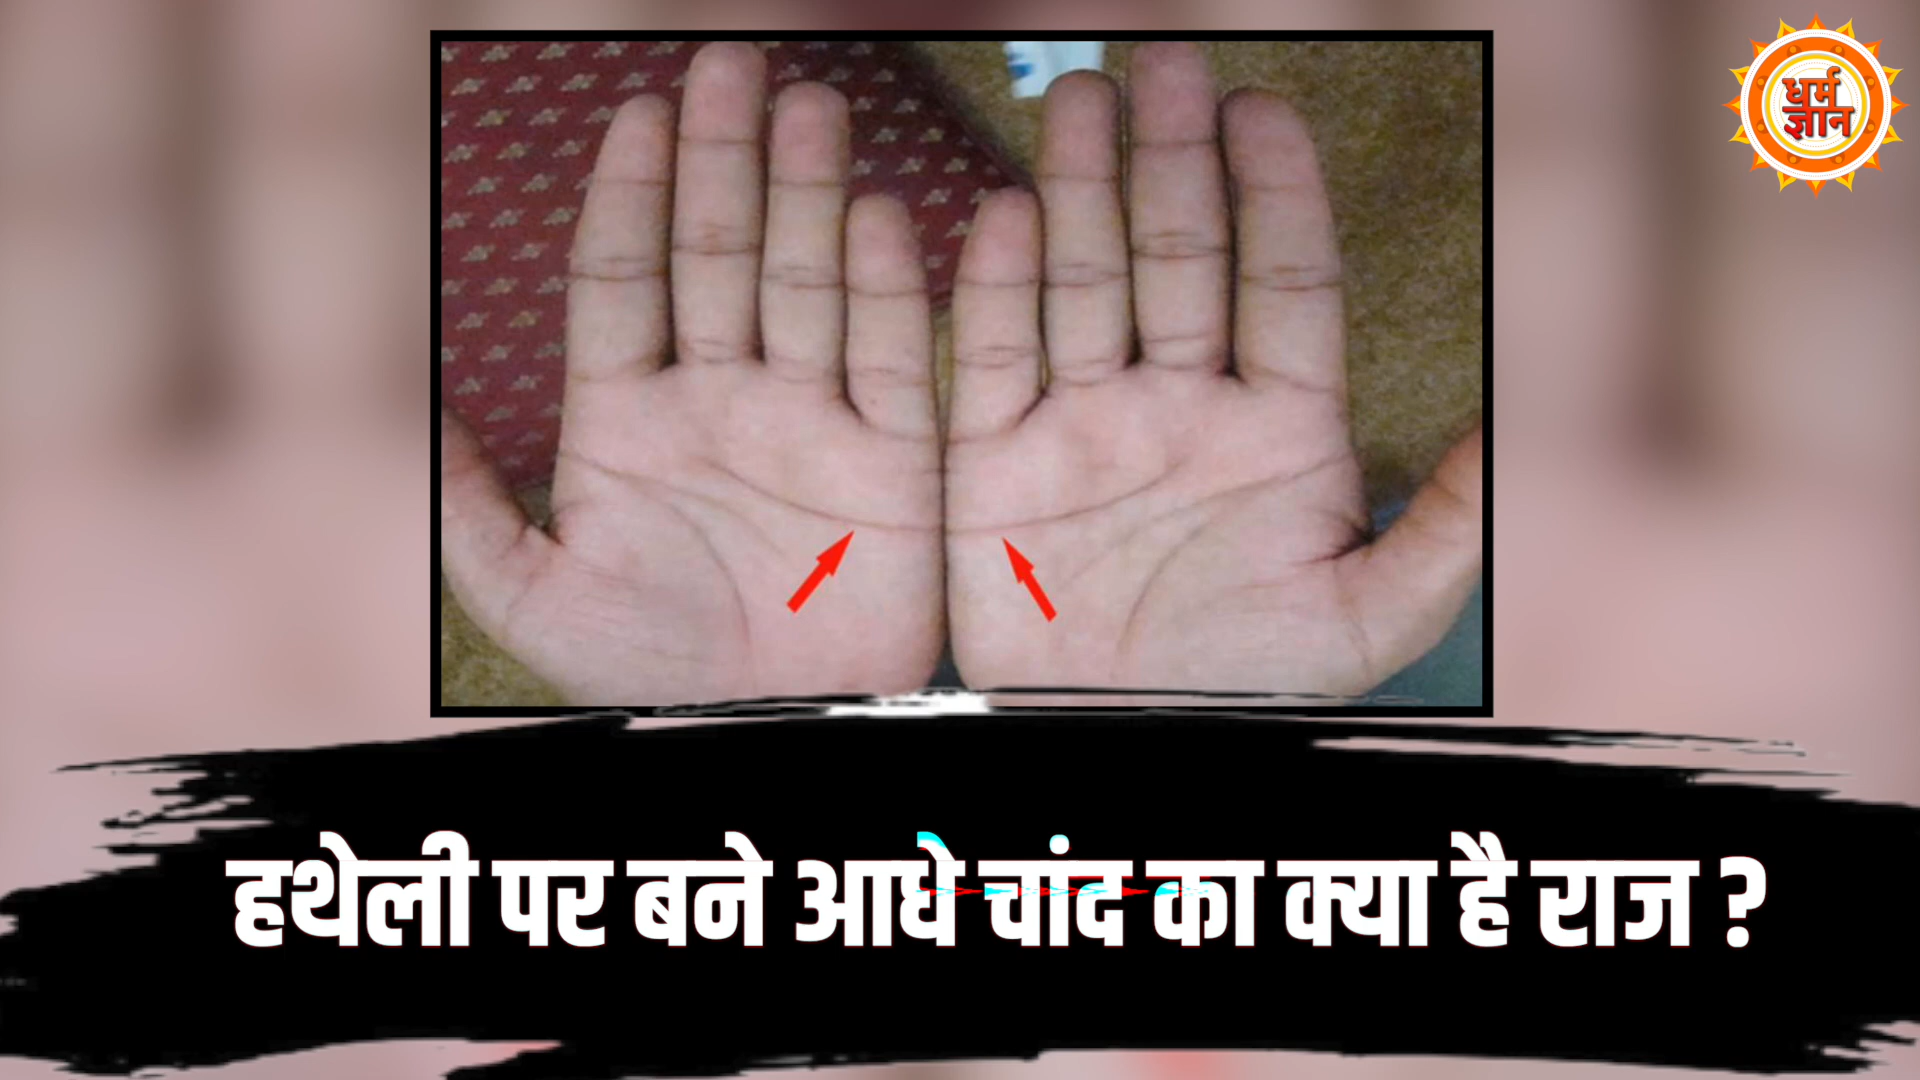 धर्म
ज्ञान
हथेली पर बने आधे चांद का क्या है राज ?